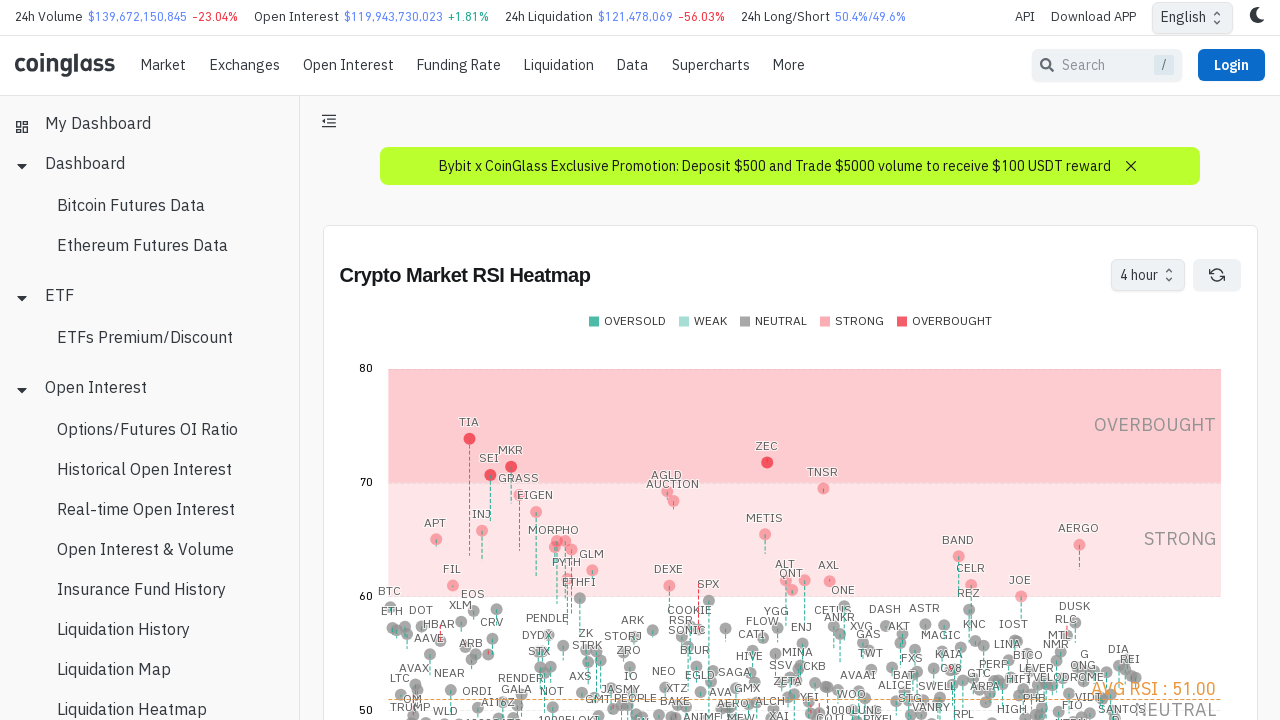 24h Volume $139,672,150,845 -23.04% Open Interest $119,943,730,023 +1.81% 24h Liquidation $121,478,069 -56.03% 24h Long/Short 50.4%/49.6% API Download APP English
coinglass Market Exchanges Open Interest Funding Rate Liquidation Data Supercharts More Search / Login
My Dashboard
Dashboard
Bitcoin Futures Data
Ethereum Futures Data
ETF
ETFs Premium/Discount
Open Interest
Options/Futures OI Ratio
Historical Open Interest
Real-time Open Interest
Open Interest & Volume
Insurance Fund History
Liquidation History
Liquidation Map
Liquidation Heatmap
Bybit x CoinGlass Exclusive Promotion: Deposit $500 and Trade $5000 volume to receive $100 USDT reward
Crypto Market RSI Heatmap
4 hour
OVERSOLD WEAK NEUTRAL STRONG OVERBOUGHT
80
TIA
OVERBOUGHT
ZEC
MKR
SEI
TNSR
AGLD
GRASS
70
AUCTION
EIGEN
INJ
METIS
APT
AERGO
MORPHO
STRONG
BAND
GLM
PYTH
ALT
AXL
FIL
DEXE
CELR
QNT
JOE
ETHFI
SPX
BTC
ONE
EOS
REZ
60
XLM
DUSK
ETH DOT
COOKIE
YGG
CETUS
DASH
ASTR
PENDLE
ANKR
RLC
ARK
RSR
FLOW
CRV
HBAR
KNC
IOST
XVG
AKT
ENJ
SONIC
ZK
DYDX
STORJ
CATI
GAS
MAGIC
MTL
AAVE
ARB
STRK
LINA
NMR
STX
ZRO
BLUR
DIA
MINA
TWT
HIVE
KAIA
BICO
G
FXS
REI
SSV
CKB
PERP
ONG
AVAX
C98
LEVER
NEAR
NEO
SAGA
GTC
LTC
RENDER
AXS
IO
EGLD
AVAAI
BAT
HIFI
VELODROME
ZETA
ALICE
SWELL
ARPA
ORDI
GALA
NOT
JASMY
XTZ
GMX
AVG RSI : 51.00
AVA
WOO
GMT
PEOPLE
STG
PHB
VIDT
BAKE
AERO
ALCH
TRUMP
AI16Z
VANRY
FIO
HIGH
NEUTRAL
WLD
1000LUNC
SANTOS
50
RPL
XAI
MEW
PIXEL